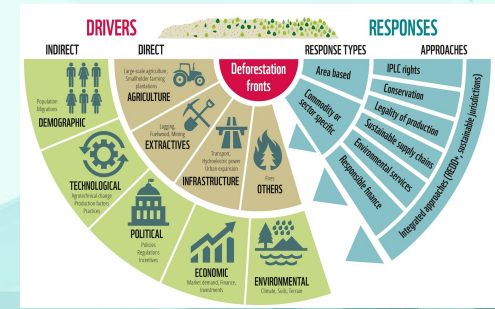 DRIVERS
RESPONSES
INDIRECT
DIRECT
RESPONSE TYPES
APPROACHES
Deforestation
fronts
Large-scale agriculture,
Smallholder farming
plantations
AGRICULTURE
Logging,
Fuelwood, Mining
EXTRACTIVES
Transport,
Hydroelectric power
Urban expansion
INFRASTRUCTURE
Fires
OTHERS
Population
Migrations
DEMOGRAPHIC
TECHNOLOGICAL
Agrotechnical change
Production factors
Practices
POLITICAL
Policies
Regulations
Incentives
ECONOMIC
Market demand, Finance,
Investments
ENVIRONMENTAL
Climate, Soils, Terrain
Area based
Commodity or
sector specific
IPLC rights
Conservation
Legality of production
Sustainable supply chains
Environmental services
Responsible finance
Integrated approaches (REDD+, sustainable jurisdictions)